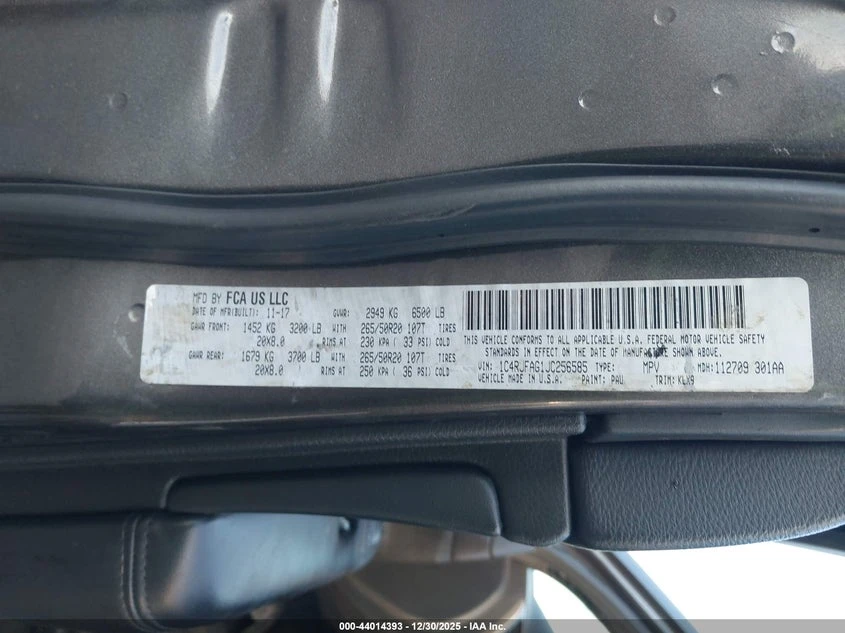 MFD BY FCA US LLC
DATE OF MFR(BUILT): 11-17 GVWR: 2949 KG 6500 LB
GAWR FRONT: 1452 KG 3200 LB WITH 265/50R20 107T TIRES
20X8.0 RIMS AT 230 KPA ( 33 PSI) COLD
GAWR REAR: 1679 KG 3700 LB WITH 265/50R20 107T TIRES
20X8.0 RIMS AT 250 KPA ( 36 PSI) COLD
THIS VEHICLE CONFORMS TO ALL APPLICABLE U.S.A. FEDERAL MOTOR VEHICLE SAFETY
STANDARDS IN EFFECT ON THE DATE OF MANUFACTURE SHOWN ABOVE.
VIN: 1C4RJFAG1JC256585 TYPE: MPV MDH: 112709 301AA
VEHICLE MADE IN U.S.A. PAINT: PAU TRIM: KLX9
000-44014393 - 12/30/2025 - IAA Inc.